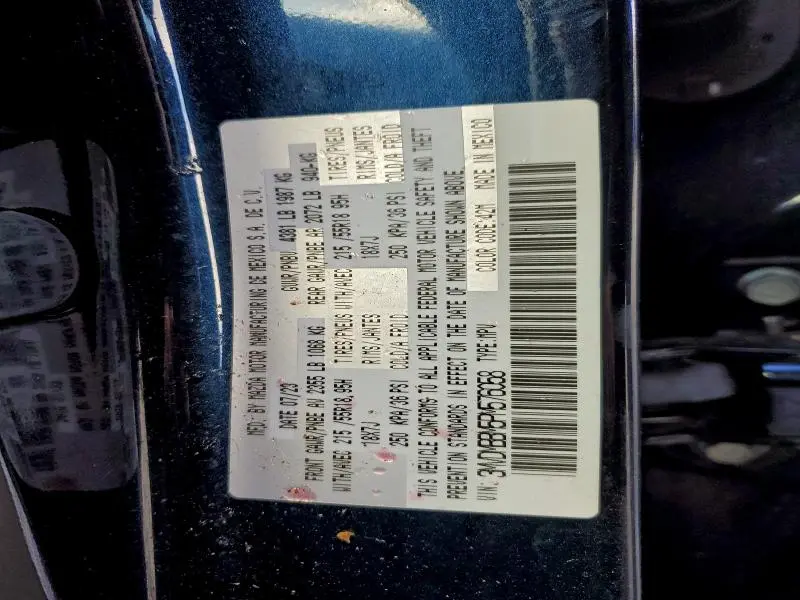 MFD. BY MAZDA MOTOR MANUFACTURING DE MEXICO S.A. DE C.V.
DATE 07/23 GVWR/PNBV 4381 LB 1987 KG
FRONT GAWR/PNBE AV 2355 LB 1068 KG REAR GAWR/PNBE AR 2072 LB 940 KG
WITH/AVEC 215 /55R18 95H TIRES/PNEUS WITH/AVEC 215 /55R18 95H TIRES/PNEUS
18X7J RIMS/JANTES 18X7J RIMS/JANTES
250 KPA/36 PSI COLD/A FROID 250 KPA/36 PSI COLD/A FROID
THIS VEHICLE CONFORMS TO ALL APPLICABLE FEDERAL MOTOR VEHICLE SAFETY AND THEFT
PREVENTION STANDARDS IN EFFECT ON THE DATE OF MANUFACTURE SHOWN ABOVE.
VIN: TYPE: MPV.
COLOR CODE: 42M MADE IN MEXICO